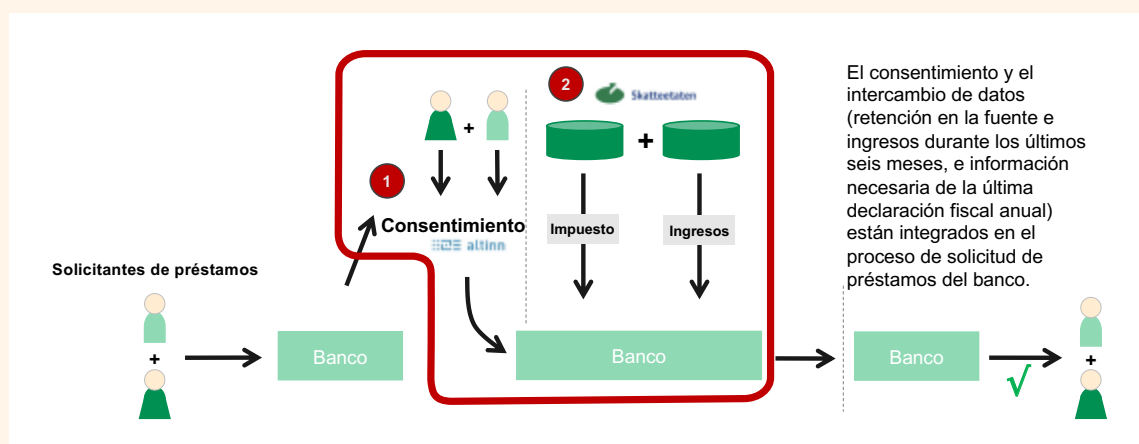 El consentimiento y el
intercambio de datos
(retención en la fuente e
ingresos durante los últimos
seis meses, e información
necesaria de la última
declaración fiscal anual)
están integrados en el
proceso de solicitud de
préstamos del banco.
2
Skatteetaten
+
+
1
Consentimiento
altinn
Impuesto
Ingresos
Solicitantes de préstamos
+
Banco
Banco
Banco
√
+